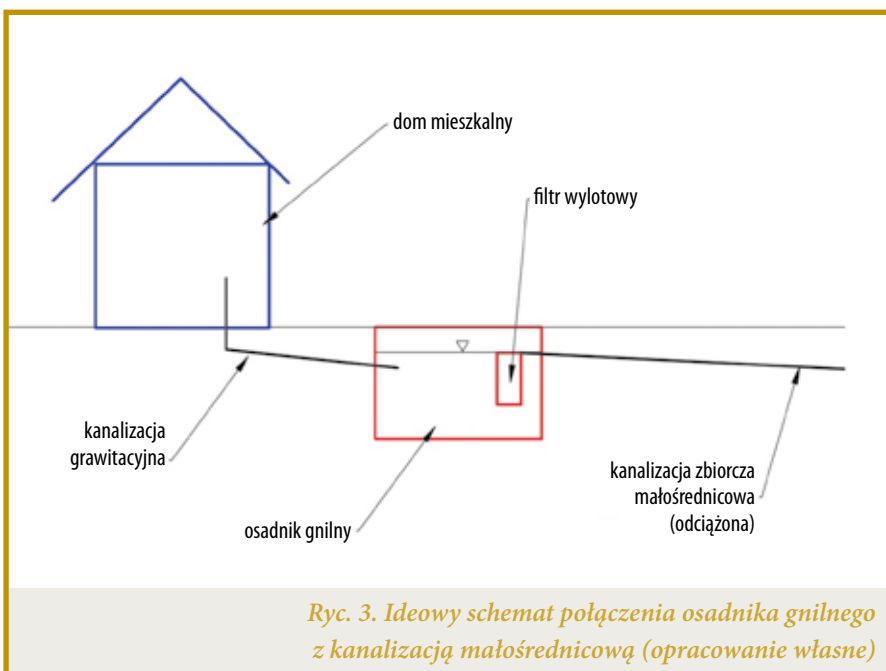 dom mieszkalny
filtr wylotowy
kanalizacja
grawitacyjna
osadnik gnilny
kanalizacja zbiorcza
małośrednicowa
(odciążona)
Ryc. 3. Ideowy schemat połączenia osadnika gnilnego
z kanalizacją małośrednicową (opracowanie własne)